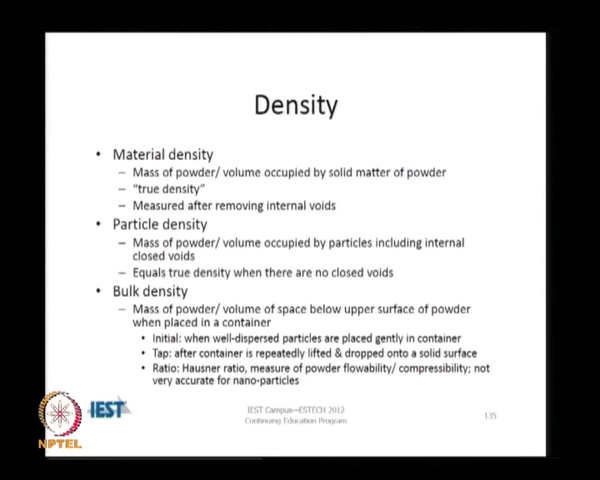 Density
• Material density
– Mass of powder/ volume occupied by solid matter of powder
– “true density”
– Measured after removing internal voids
• Particle density
– Mass of powder/ volume occupied by particles including internal
closed voids
– Equals true density when there are no closed voids
• Bulk density
– Mass of powder/ volume of space below upper surface of powder
when placed in a container
• Initial: when well-dispersed particles are placed gently in container
• Tap: after container is repeatedly lifted & dropped onto a solid surface
• Ratio: Hausner ratio, measure of powder flowability/ compressibility; not
very accurate for nano-particles
IEST
NPTEL
IEST Campus—ESTECH 2012
Continuing Education Program
135